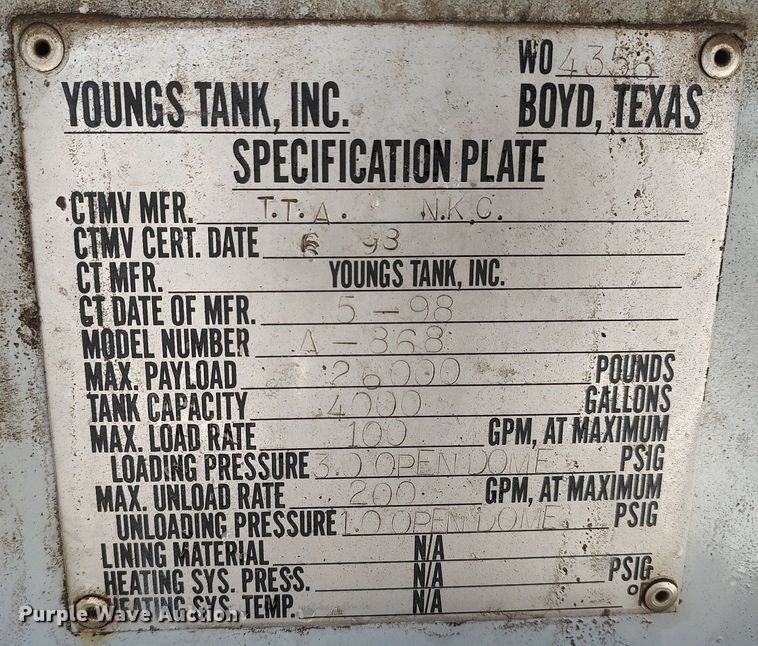 WO 4356
YOUNGS TANK, INC. BOYD, TEXAS
SPECIFICATION PLATE
CTMV MFR. T.T.A. N.K.C.
CTMV CERT. DATE 6 98
CT MFR. YOUNGS TANK, INC.
CT DATE OF MFR. 5-98
MODEL NUMBER A-868
MAX. PAYLOAD 26000 POUNDS
TANK CAPACITY 4000 GALLONS
MAX. LOAD RATE 100 GPM, AT MAXIMUM
LOADING PRESSURE 3.0 OPEN DOME PSIG
MAX. UNLOAD RATE 200 GPM, AT MAXIMUM
UNLOADING PRESSURE 1.0 OPEN DOME PSIG
LINING MATERIAL N/A
HEATING SYS. PRESS. N/A PSIG
HEATING SYS. TEMP. N/A °
Purple Wave Auction